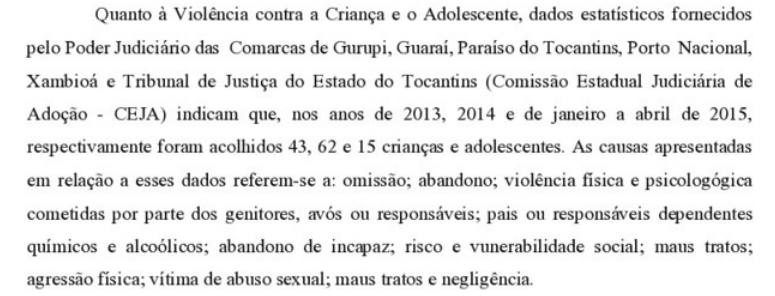 Quanto à Violência contra a Criança e o Adolescente, dados estatísticos fornecidos
pelo Poder Judiciário das Comarcas de Gurupi, Guaraí, Paraíso do Tocantins, Porto Nacional,
Xambioá e Tribunal de Justiça do Estado do Tocantins (Comissão Estadual Judiciária de
Adoção - CEJA) indicam que, nos anos de 2013, 2014 e de janeiro a abril de 2015,
respectivamente foram acolhidos 43, 62 e 15 crianças e adolescentes. As causas apresentadas
em relação a esses dados referem-se a: omissão; abandono; violência física e psicologógica
cometidas por parte dos genitores, avós ou responsáveis; pais ou responsáveis dependentes
químicos e alcoólicos; abandono de incapaz; risco e vunerabilidade social; maus tratos;
agressão física; vítima de abuso sexual; maus tratos e negligência.